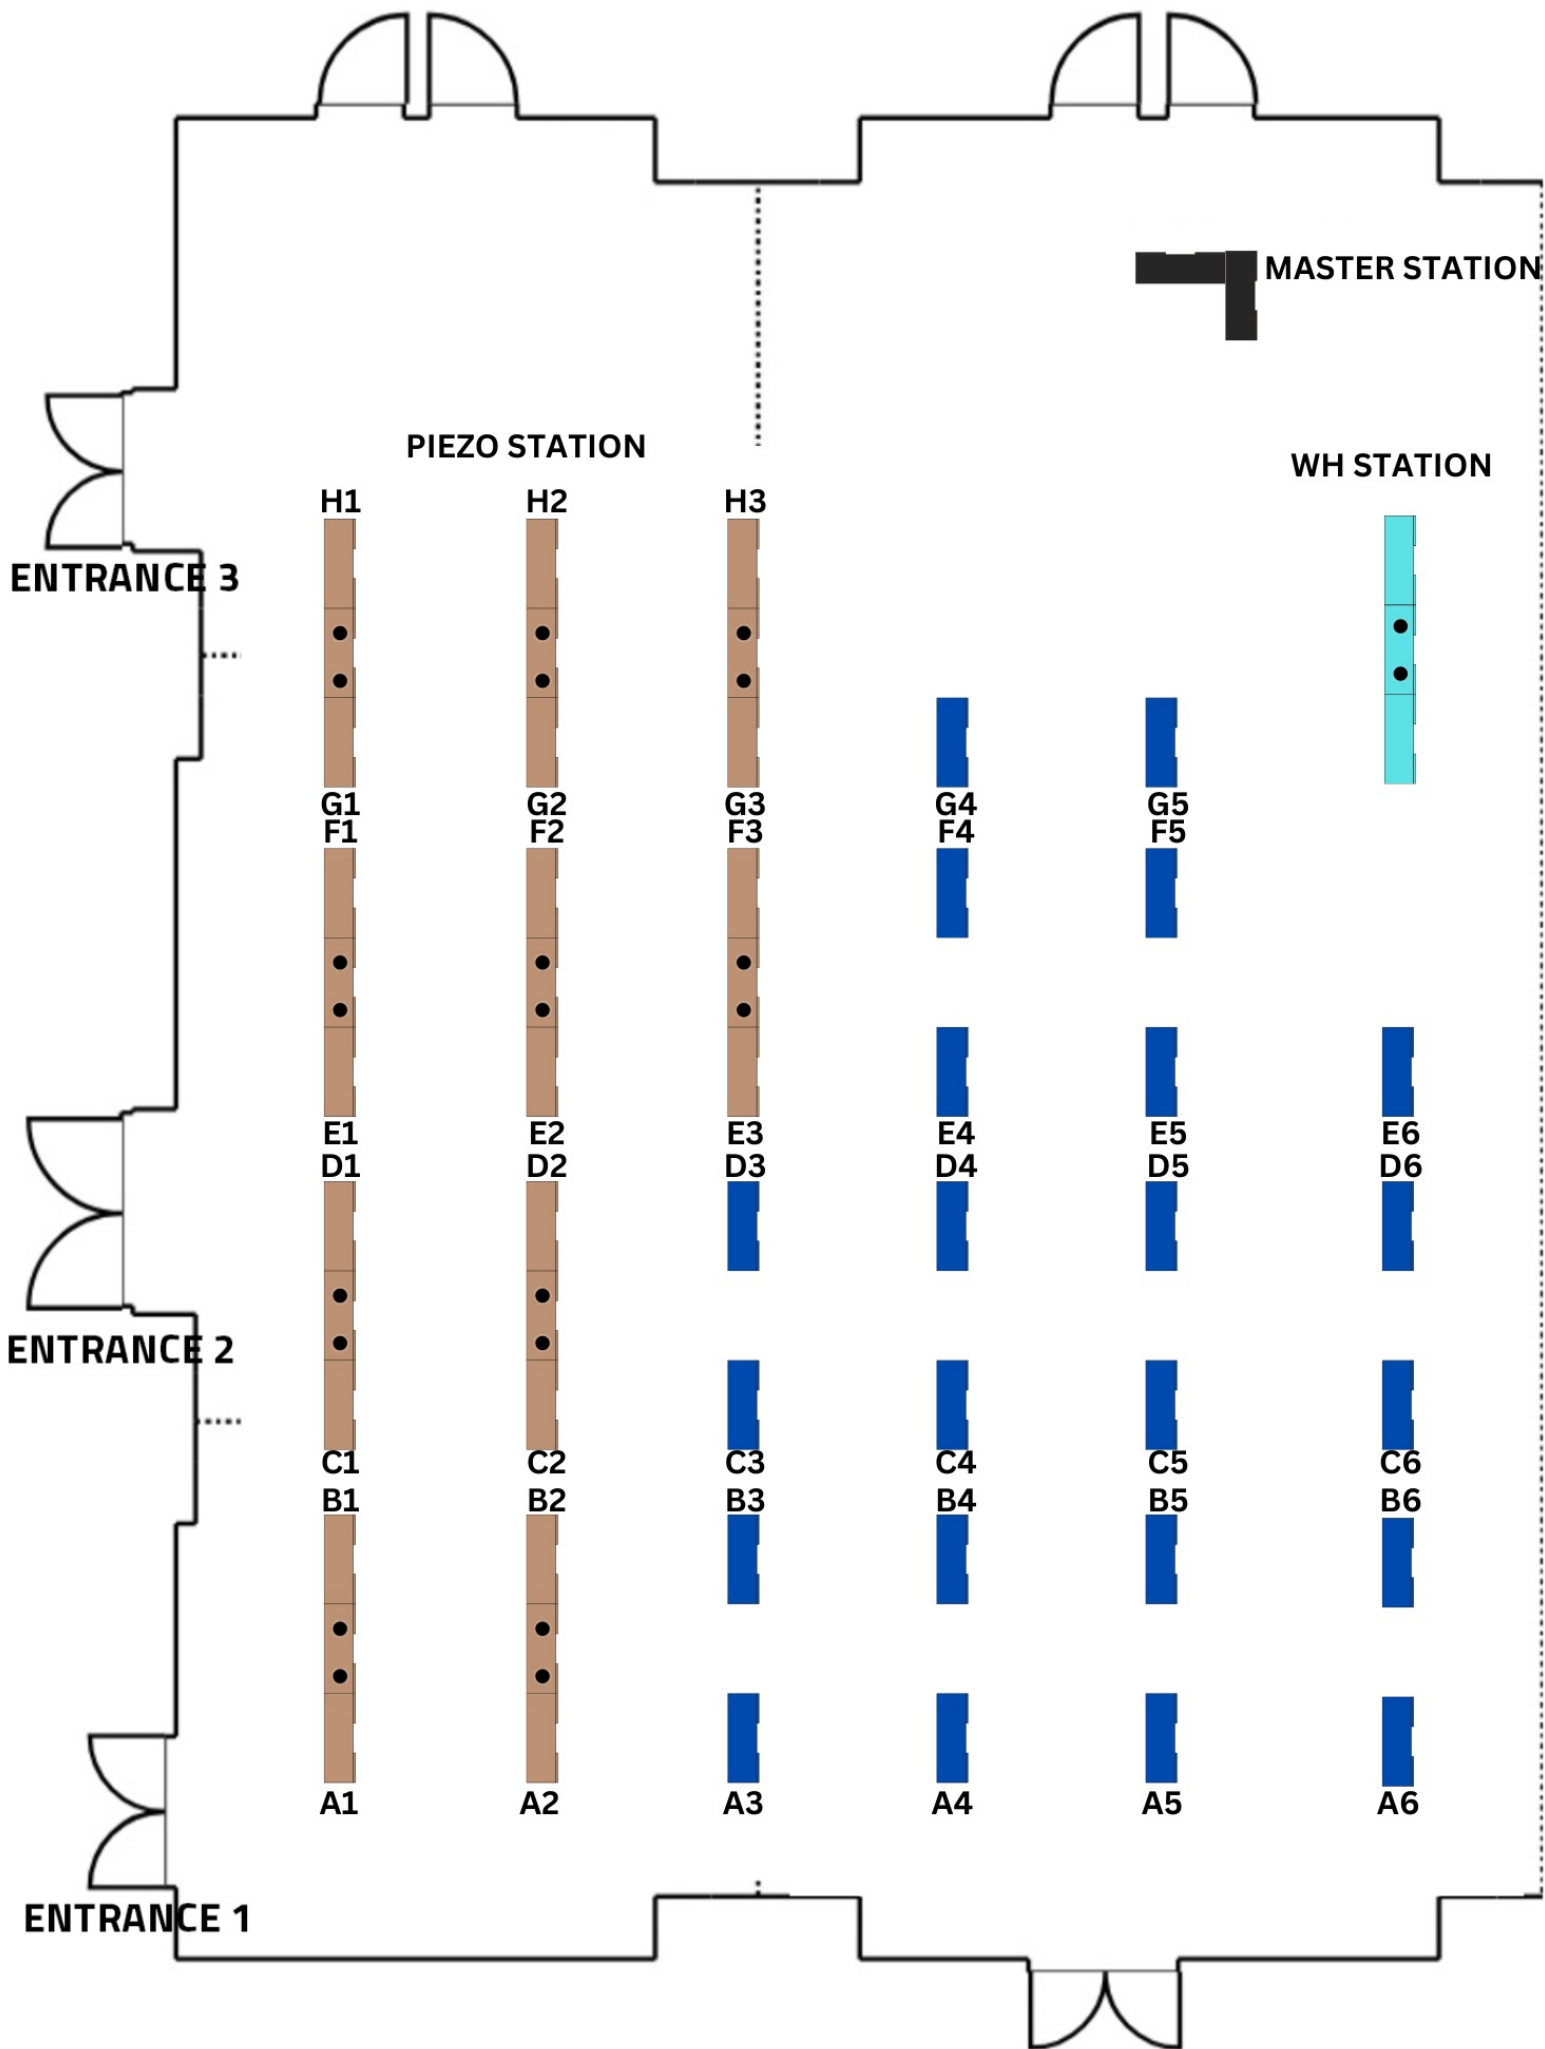 MASTER STATION
PIEZO STATION
WH STATION
H1 H2 H3
ENTRANCE 3
G1 G2 G3 G4 G5
F1 F2 F3 F4 F5
E1 E2 E3 E4 E5 E6
D1 D2 D3 D4 D5 D6
ENTRANCE 2
C1 C2 C3 C4 C5 C6
B1 B2 B3 B4 B5 B6
A1 A2 A3 A4 A5 A6
ENTRANCE 1